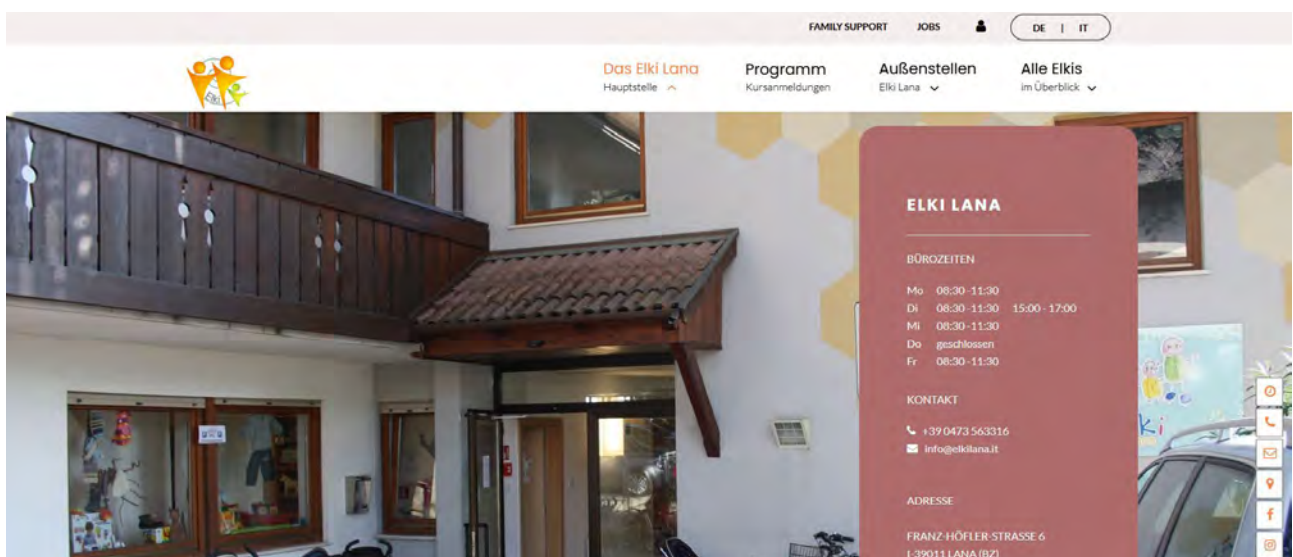 FAMILY SUPPORT JOBS DE | IT
Elki
Das Elki Lana Programm Außenstellen Alle Elkis
Hauptstelle Kursanmeldungen Elki Lana im Überblick
ELKI LANA
BÜROZEITEN
Mo 08:30 -11:30
Di 08:30 -11:30 15:00 - 17:00
Mi 08:30 -11:30
Do geschlossen
Fr 08:30 -11:30
KONTAKT
+39 0473 563316
info@elkilana.it
ADRESSE
FRANZ-HÖFLER-STRASSE 6
I-39011 LANA (BZ)